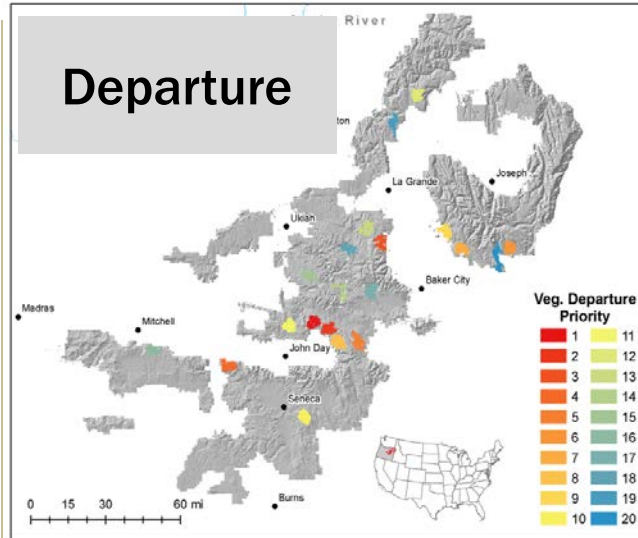 River
Departure
ton
La Grande
Joseph
Ukiah
Baker City
Madras
Mitchell
John Day
Seneca
Burns
0 15 30 60 mi
Veg. Departure
Priority
1 11
2 12
3 13
4 14
5 15
6 16
7 17
8 18
9 19
10 20